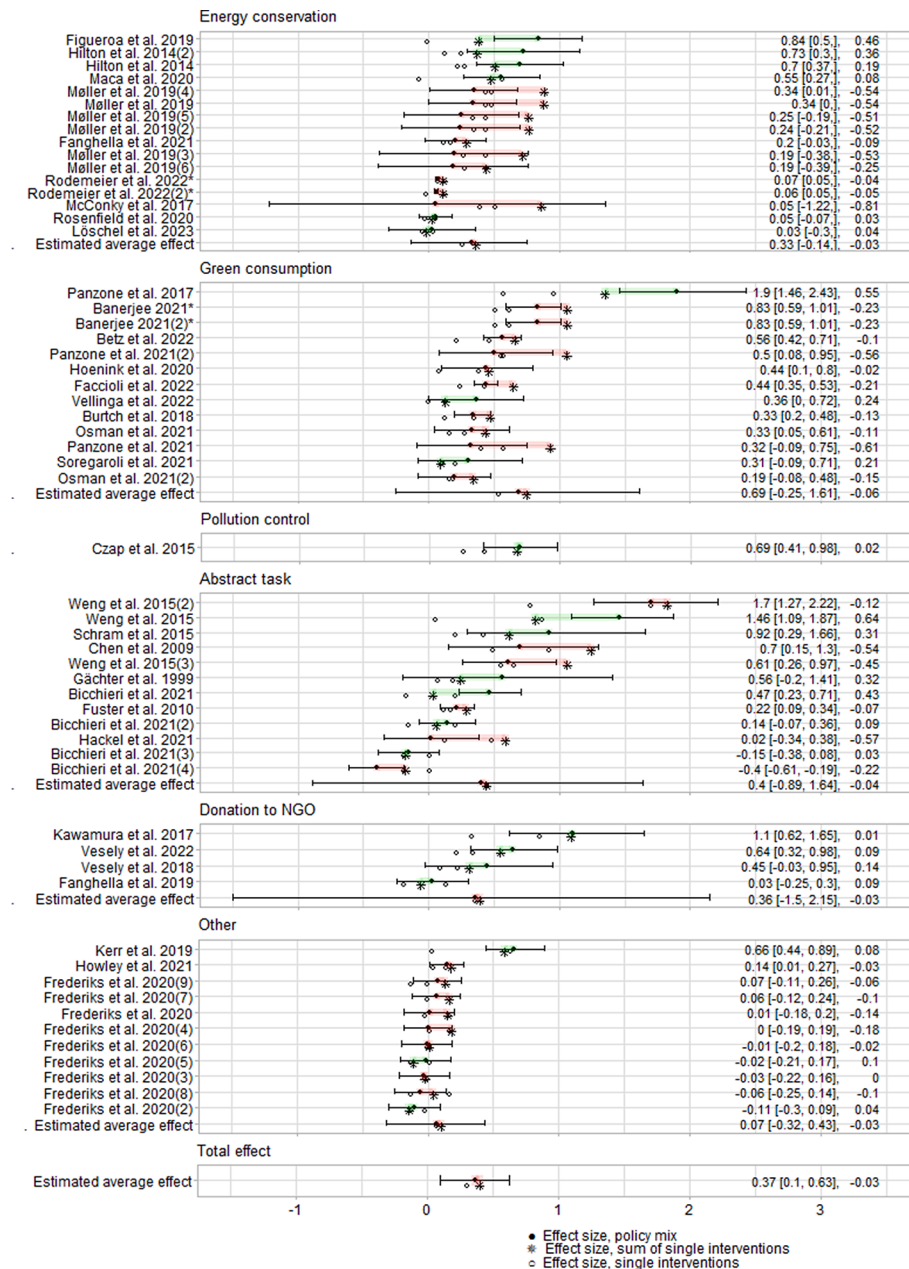 Energy conservation
Figueroa et al. 2019 0.84 [0.5,], 0.46
Hilton et al. 2014(2) 0.73 [0.3,], 0.36
Hilton et al. 2014 0.7 [0.37,], 0.19
Maca et al. 2020 0.55 [0.27,], 0.08
Møller et al. 2019(4) 0.34 [0.01,], -0.54
Møller et al. 2019 0.34 [0,], -0.54
Møller et al. 2019(5) 0.25 [-0.19,], -0.51
Møller et al. 2019(2) 0.24 [-0.21,], -0.52
Fanghella et al. 2021 0.2 [-0.03,], -0.09
Møller et al. 2019(3) 0.19 [-0.38,], -0.53
Møller et al. 2019(6) 0.19 [-0.39,], -0.25
Rodemeier et al. 2022* 0.07 [0.05,], -0.04
Rodemeier et al. 2022(2)* 0.06 [0.05,], -0.05
McConky et al. 2017 0.05 [-1.22,], -0.81
Rosenfield et al. 2020 0.05 [-0.07,], 0.03
Löschel et al. 2023 0.03 [-0.3,], 0.04
. Estimated average effect 0.33 [-0.14,], -0.03
Green consumption
Panzone et al. 2017 1.9 [1.46, 2.43], 0.55
Banerjee 2021* 0.83 [0.59, 1.01], -0.23
Banerjee 2021(2)* 0.83 [0.59, 1.01], -0.23
Betz et al. 2022 0.56 [0.42, 0.71], -0.1
Panzone et al. 2021(2) 0.5 [0.08, 0.95], -0.56
Hoenink et al. 2020 0.44 [0.1, 0.8], -0.02
Faccioli et al. 2022 0.44 [0.35, 0.53], -0.21
Vellinga et al. 2022 0.36 [0, 0.72], 0.24
Burtch et al. 2018 0.33 [0.2, 0.48], -0.13
Osman et al. 2021 0.33 [0.05, 0.61], -0.11
Panzone et al. 2021 0.32 [-0.09, 0.75], -0.61
Soregaroli et al. 2021 0.31 [-0.09, 0.71], 0.21
Osman et al. 2021(2) 0.19 [-0.08, 0.48], -0.15
. Estimated average effect 0.69 [-0.25, 1.61], -0.06
Pollution control
. Czap et al. 2015 0.69 [0.41, 0.98], 0.02
Abstract task
Weng et al. 2015(2) 1.7 [1.27, 2.22], -0.12
Weng et al. 2015 1.46 [1.09, 1.87], 0.64
Schram et al. 2015 0.92 [0.29, 1.66], 0.31
Chen et al. 2009 0.7 [0.15, 1.3], -0.54
Weng et al. 2015(3) 0.61 [0.26, 0.97], -0.45
Gächter et al. 1999 0.56 [-0.2, 1.41], 0.32
Bicchieri et al. 2021 0.47 [0.23, 0.71], 0.43
Fuster et al. 2010 0.22 [0.09, 0.34], -0.07
Bicchieri et al. 2021(2) 0.14 [-0.07, 0.36], 0.09
Hackel et al. 2021 0.02 [-0.34, 0.38], -0.57
Bicchieri et al. 2021(3) -0.15 [-0.38, 0.08], 0.03
Bicchieri et al. 2021(4) -0.4 [-0.61, -0.19], -0.22
. Estimated average effect 0.4 [-0.89, 1.64], -0.04
Donation to NGO
Kawamura et al. 2017 1.1 [0.62, 1.65], 0.01
Vesely et al. 2022 0.64 [0.32, 0.98], 0.09
Vesely et al. 2018 0.45 [-0.03, 0.95], 0.14
Fanghella et al. 2019 0.03 [-0.25, 0.3], 0.09
. Estimated average effect 0.36 [-1.5, 2.15], -0.03
Other
Kerr et al. 2019 0.66 [0.44, 0.89], 0.08
Howley et al. 2021 0.14 [0.01, 0.27], -0.03
Frederiks et al. 2020(9) 0.07 [-0.11, 0.26], -0.06
Frederiks et al. 2020(7) 0.06 [-0.12, 0.24], -0.1
Frederiks et al. 2020 0.01 [-0.18, 0.2], -0.14
Frederiks et al. 2020(4) 0 [-0.19, 0.19], -0.18
Frederiks et al. 2020(6) -0.01 [-0.2, 0.18], -0.02
Frederiks et al. 2020(5) -0.02 [-0.21, 0.17], 0.1
Frederiks et al. 2020(3) -0.03 [-0.22, 0.16], 0
Frederiks et al. 2020(8) -0.06 [-0.25, 0.14], -0.1
Frederiks et al. 2020(2) -0.11 [-0.3, 0.09], 0.04
. Estimated average effect 0.07 [-0.32, 0.43], -0.03
Total effect
Estimated average effect 0.37 [0.1, 0.63], -0.03
-1 0 1 2 3
Effect size, policy mix
Effect size, sum of single interventions
Effect size, single interventions